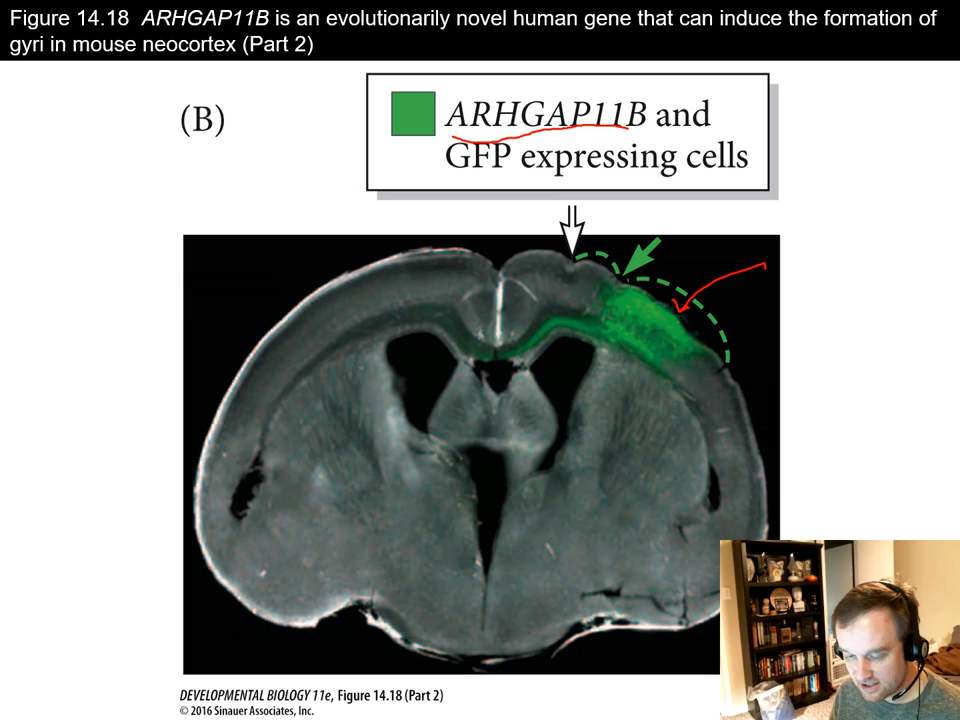 Figure 14.18 ARHGAP11B is an evolutionarily novel human gene that can induce the formation of
gyri in mouse neocortex (Part 2)
(B)
ARHGAP11B and
GFP expressing cells
DEVELOPMENTAL BIOLOGY 11e, Figure 14.18 (Part 2)
© 2016 Sinauer Associates, Inc.